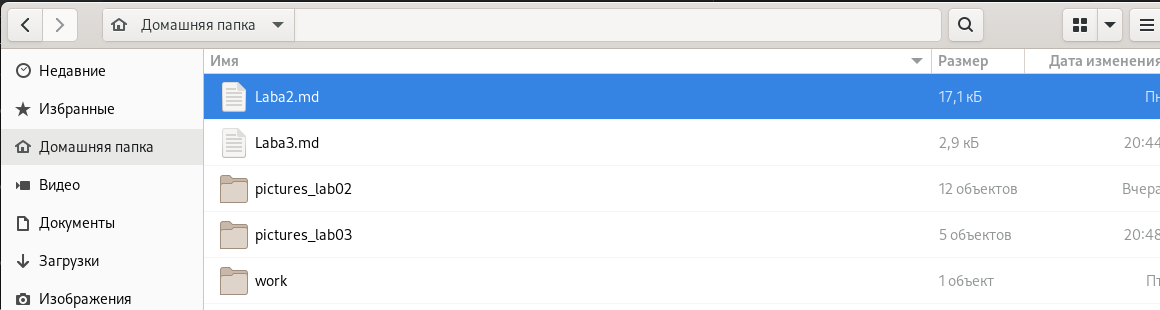 Домашняя папка
Имя Размер Дата изменения
Недавние
Избранные
Домашняя папка
Видео
Документы
Загрузки
Изображения
Laba2.md 17,1 кБ Пн
Laba3.md 2,9 кБ 20:44
pictures_lab02 12 объектов Вчера
pictures_lab03 5 объектов 20:48
work 1 объект Пт